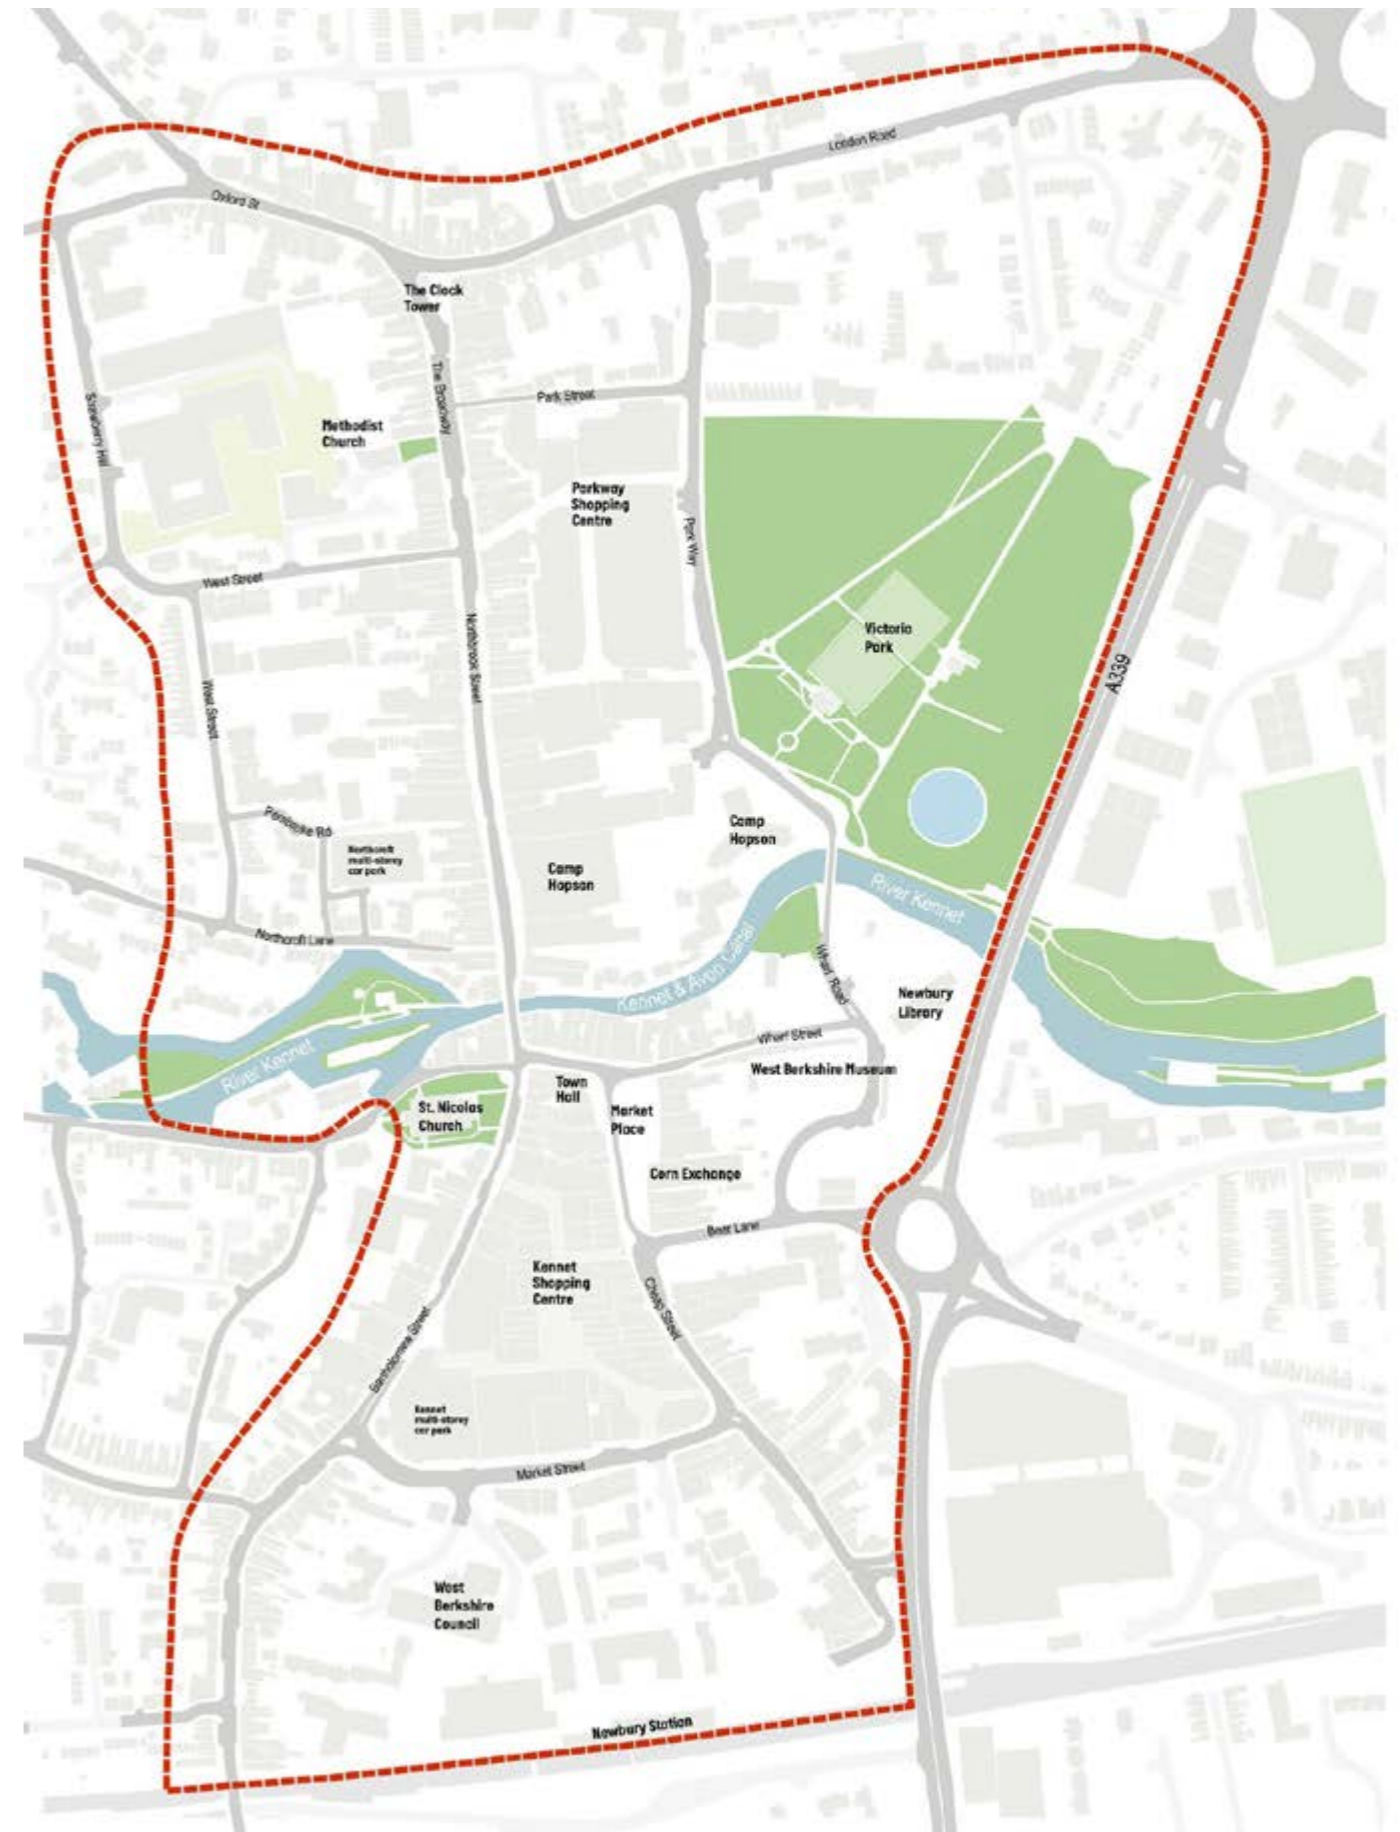 London Road
Oxford St
The Clock
Tower
The Broadway
Park Street
Strawberry Hill
Methodist
Church
Parkway
Shopping
Centre
Park Way
West Street
Victoria
Park
Northbrook Street
A339
West Street
Pembroke Rd
Camp
Hopson
Northcroft
multi-storey
car park
Camp
Hopson
River Kennet
Northcroft Lane
Kennet & Avon Canal
Wharf Road
Newbury
Library
Wharf Street
River Kennet
West Berkshire Museum
Town
Hall
St. Nicolas
Church
Market
Place
Corn Exchange
Bear Lane
Kennet
Shopping
Centre
Cheap Street
Bartholomew Street
Kennet
multi-storey
car park
Market Street
West
Berkshire
Council
Newbury Station